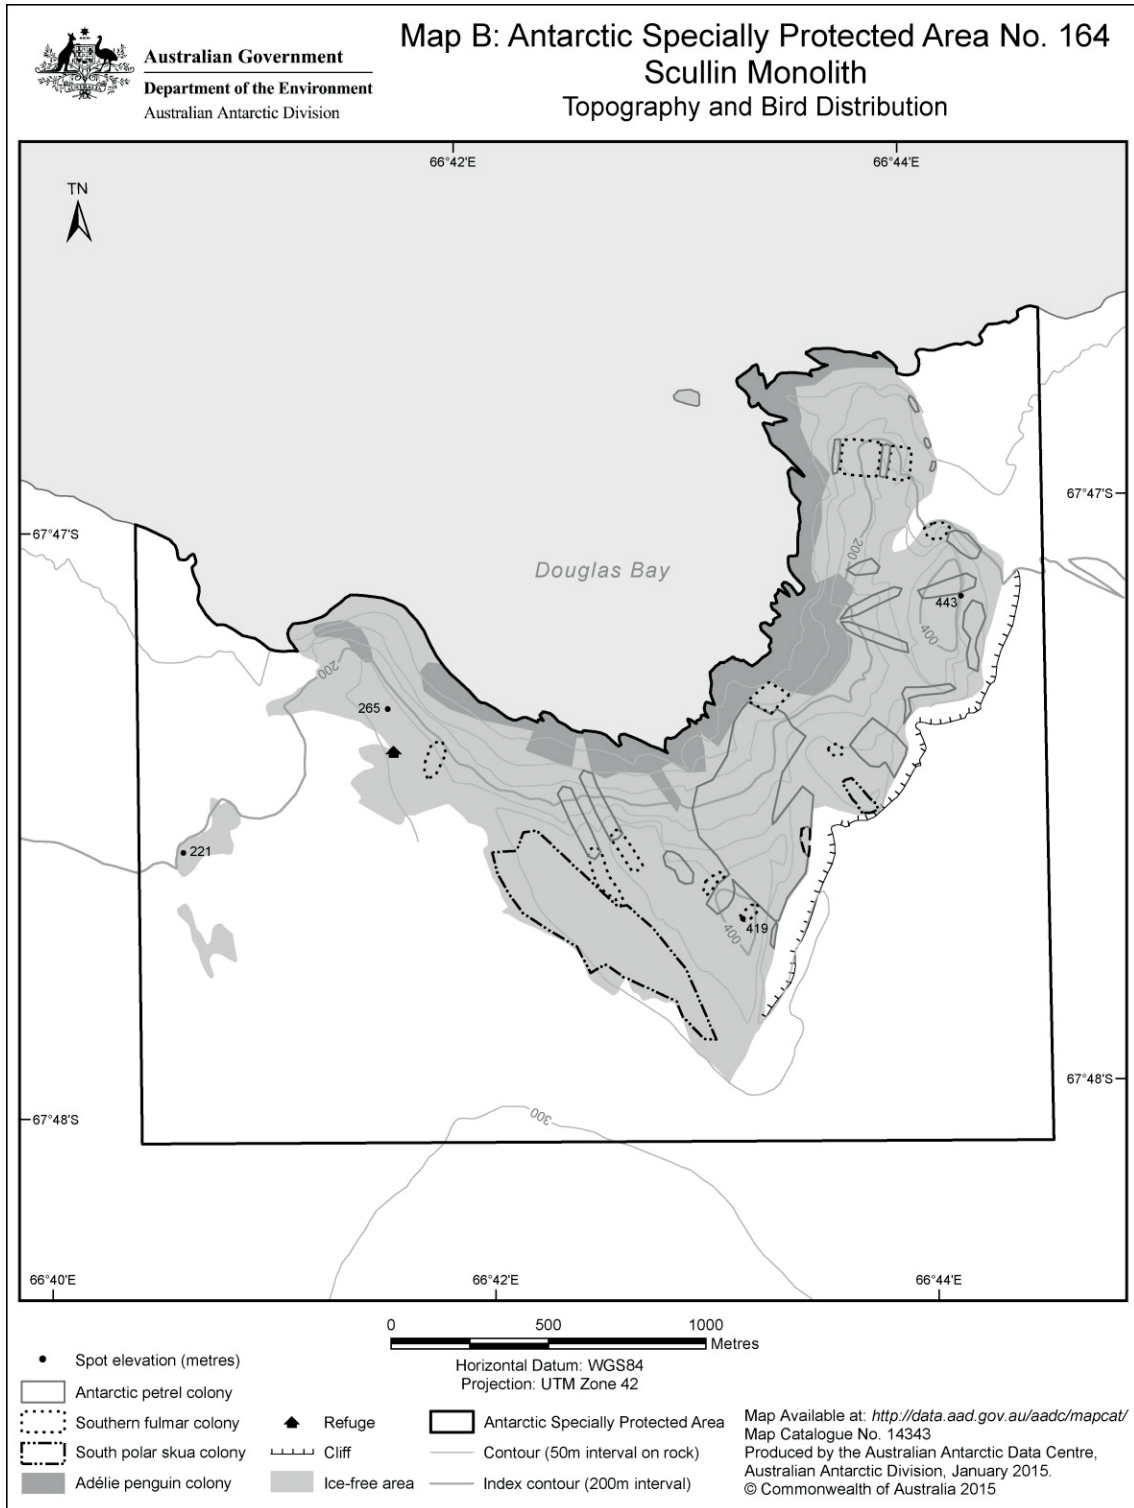 Map B: Antarctic Specially Protected Area No. 164
Scullin Monolith
Topography and Bird Distribution
AUSTRALIA
Australian Government
Department of the Environment
Australian Antarctic Division
66°42'E
66°44'E
TN
67°47'S
67°47'S
Douglas Bay
200
443
400
200
265
221
419
400
67°48'S
67°48'S
300
66°40'E
66°42'E
66°44'E
0 500 1000
Metres
Horizontal Datum: WGS84
Projection: UTM Zone 42
Spot elevation (metres)
Antarctic petrel colony
Southern fulmar colony
South polar skua colony
Adélie penguin colony
Refuge
Cliff
Ice-free area
Antarctic Specially Protected Area
Contour (50m interval on rock)
Index contour (200m interval)
Map Available at: http://data.aad.gov.au/aadc/mapcat/
Map Catalogue No. 14343
Produced by the Australian Antarctic Data Centre,
Australian Antarctic Division, January 2015.
© Commonwealth of Australia 2015